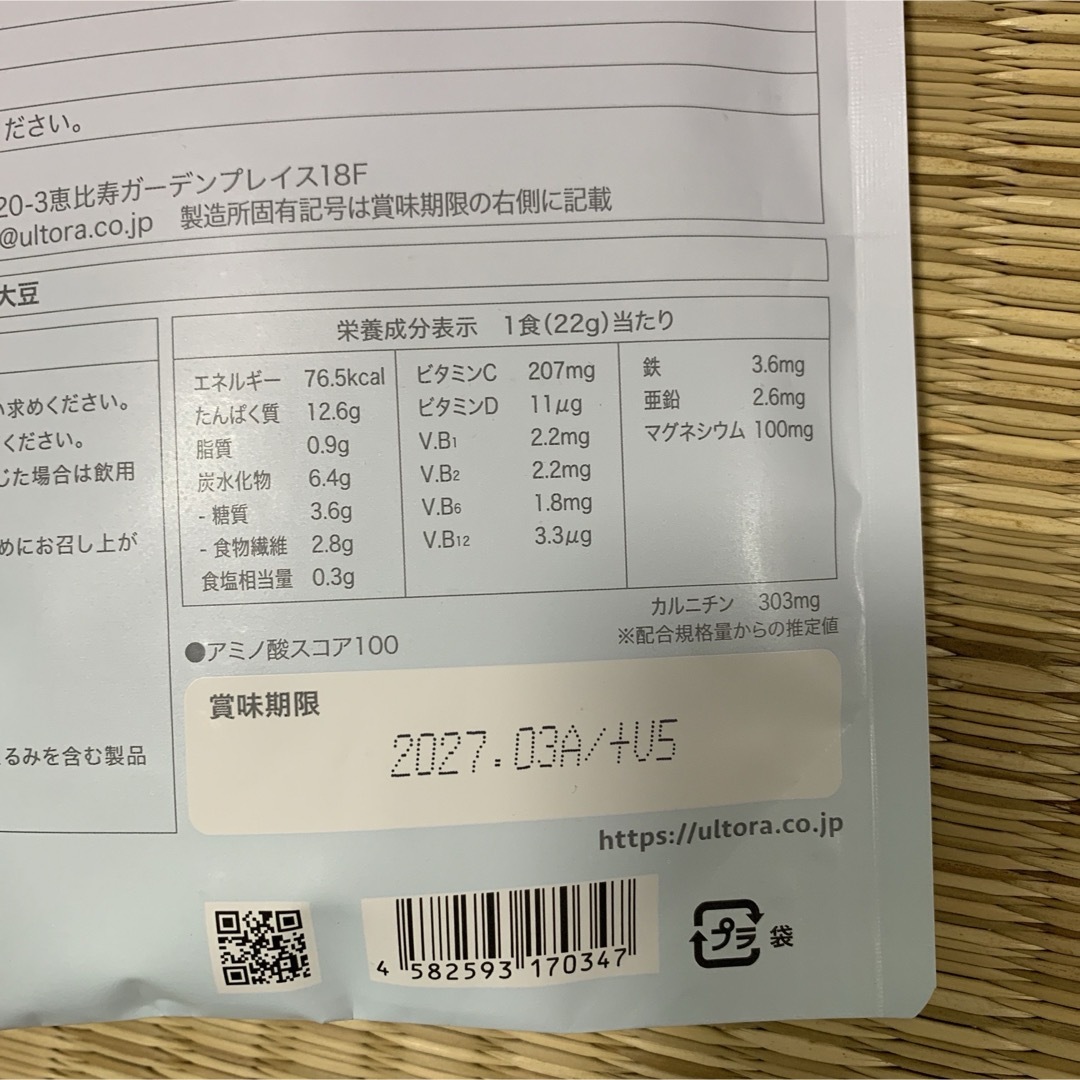 ださい。
20-3恵比寿ガーデンプレイス18F
@ultora.co.jp 製造所固有記号は賞味期限の右側に記載
大豆
い求めください。
ください。
じた場合は飲用
めにお召し上が
るみを含む製品
栄養成分表示 1食(22g)当たり
エネルギー 76.5kcal
たんぱく質 12.6g
脂質 0.9g
炭水化物 6.4g
- 糖質 3.6g
- 食物繊維 2.8g
食塩相当量 0.3g
ビタミンC 207mg
ビタミンD 11μg
V.B1 2.2mg
V.B2 2.2mg
V.B6 1.8mg
V.B12 3.3μg
鉄 3.6mg
亜鉛 2.6mg
マグネシウム 100mg
カルニチン 303mg
※配合規格量からの推定値
●アミノ酸スコア100
賞味期限
2027.03A/+U5
https://ultora.co.jp
4 582593 170347
プラ 袋